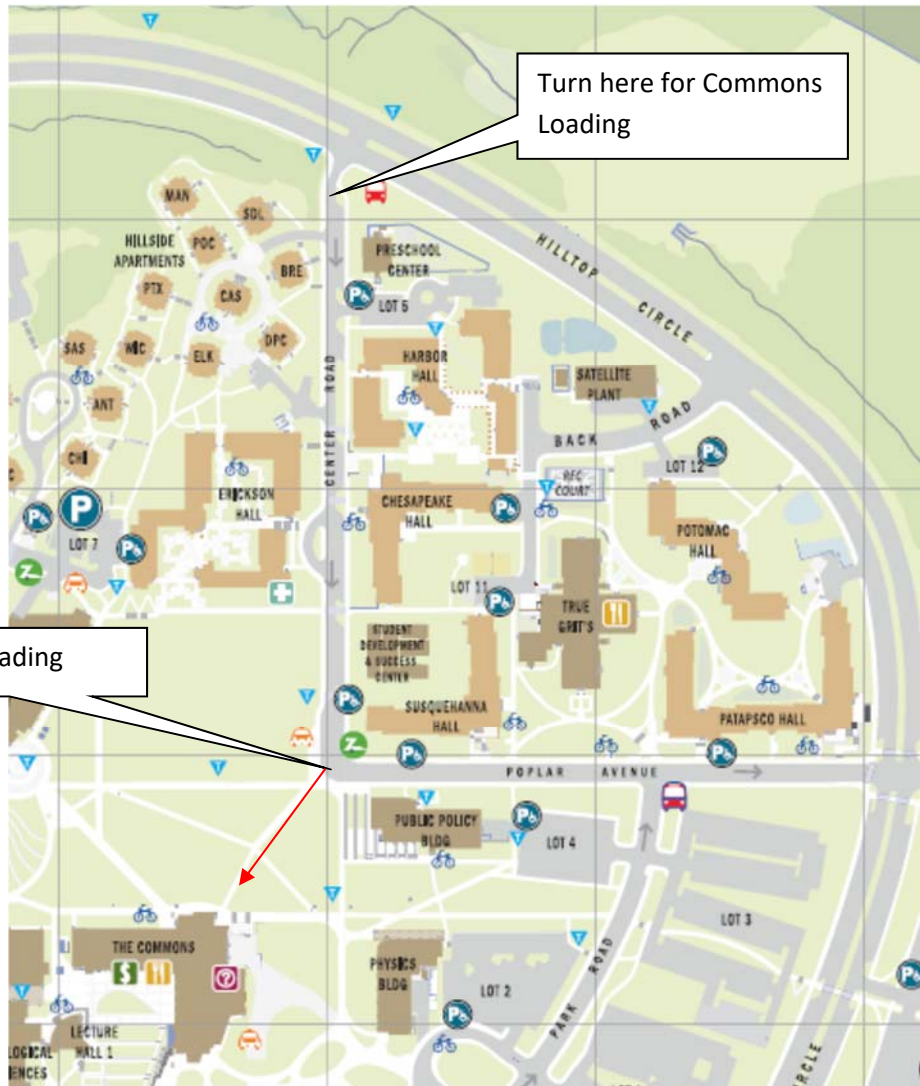 Turn here for Commons
Loading
HILLTOP
CIRCLE
MAN
SDL
HILLSIDE
APARTMENTS
POC
BRE
PTX
CAS
SAS
WIC
ELK
DPC
ANT
CHI
PRESCHOOL
CENTER
LOT 5
CENTER ROAD
HARBOR
HALL
SATELLITE
PLANT
BACK ROAD
LOT 12
REC
COURT
ERICKSON
HALL
CHESAPEAKE
HALL
POTOMAC
HALL
P
LOT 7
LOT 11
TRUE
GRIT'S
STUDENT
DEVELOPMENT
& SUCCESS
CENTER
ading
SUSQUEHANNA
HALL
PATAPSCO HALL
POPLAR AVENUE
PUBLIC POLICY
BLDG
LOT 4
LOT 3
THE COMMONS
PHYSICS
BLDG
LOT 2
PARK ROAD
LECTURE
HALL 1
LOGICAL
IENCES
CIRCLE